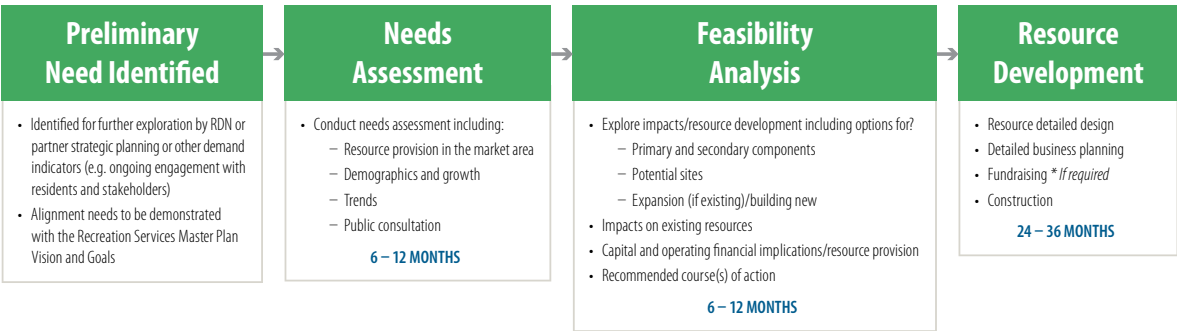 Preliminary
Need Identified
• Identified for further exploration by RDN or
partner strategic planning or other demand
indicators (e.g. ongoing engagement with
residents and stakeholders)
• Alignment needs to be demonstrated
with the Recreation Services Master Plan
Vision and Goals
Needs
Assessment
• Conduct needs assessment including:
– Resource provision in the market area
– Demographics and growth
– Trends
– Public consultation
6 – 12 MONTHS
Feasibility
Analysis
• Explore impacts/resource development including options for?
– Primary and secondary components
– Potential sites
– Expansion (if existing)/building new
• Impacts on existing resources
• Capital and operating financial implications/resource provision
• Recommended course(s) of action
6 – 12 MONTHS
Resource
Development
• Resource detailed design
• Detailed business planning
• Fundraising * If required
• Construction
24 – 36 MONTHS